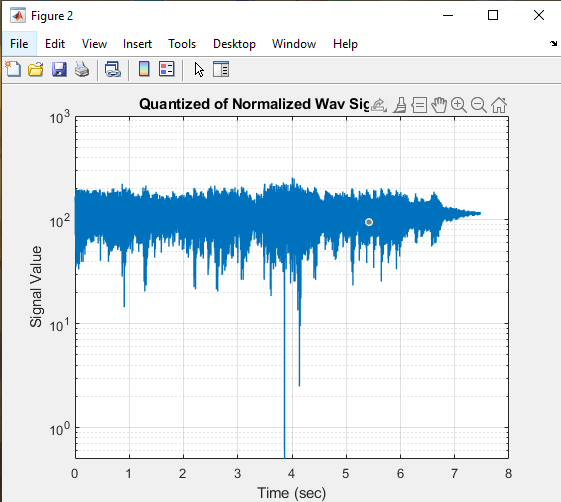 Figure 2
File Edit View Insert Tools Desktop Window Help
Quantized of Normalized Wav Sig
10^3
10^2
10^1
10^0
Signal Value
0 1 2 3 4 5 6 7 8
Time (sec)